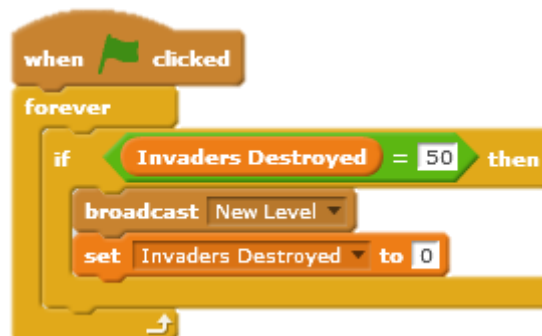 when clicked
forever
if Invaders Destroyed = 50 then
broadcast New Level
set Invaders Destroyed to 0